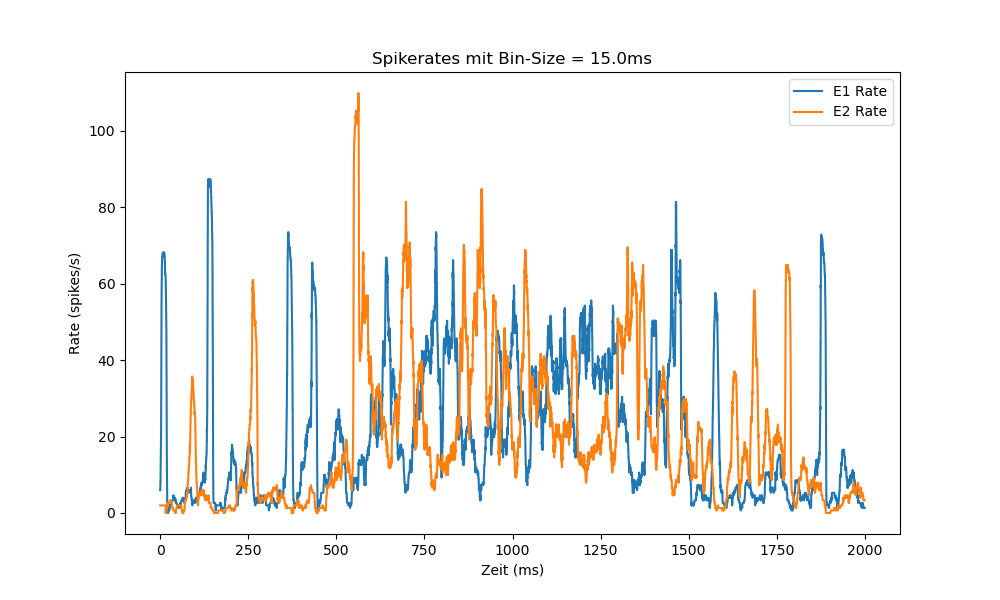 Spikerates mit Bin-Size = 15.0ms
E1 Rate
E2 Rate
Rate (spikes/s)
100
80
60
40
20
0
0 250 500 750 1000 1250 1500 1750 2000
Zeit (ms)